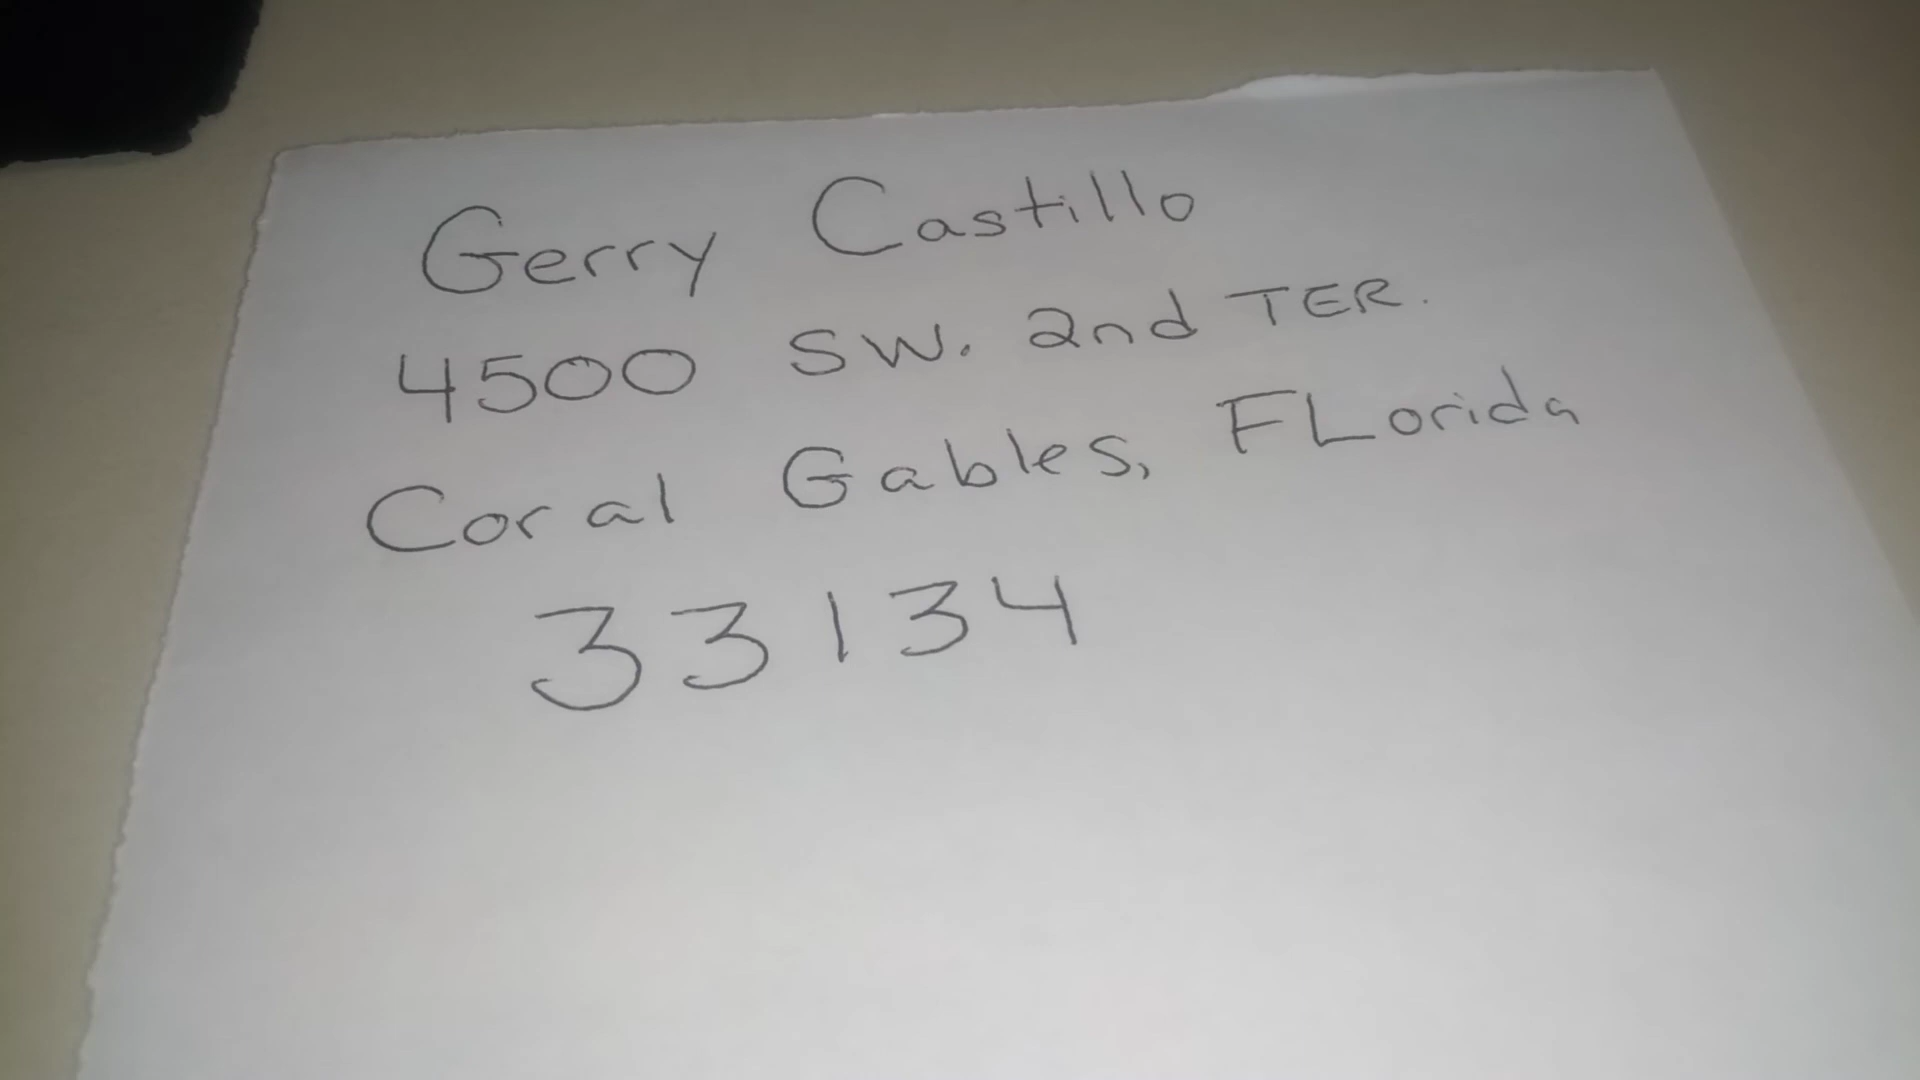 Gerry Castillo
4500 SW. 2nd TER.
Coral Gables, FLorida
33134